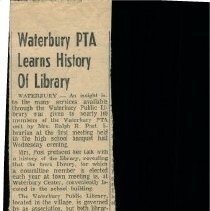 Waterbury PTA
Learns History
Of Library
WATERBURY — An insight in-
to the many services available
through the Waterbury Public Li-
brary was given to nearly 100
members of the Waterbury PTA
unit by Mrs. Ralph R. Post, li-
brarian at the first meeting held
in the high school banquet hall
Wednesday evening.
Mrs. Post prefaced her talk with
a history of the library, revealing
that the town library, for which
a committee member is elected
each year at town meeting is at
Waterbury Center, conveniently lo-
cated in the school building.
The Waterbury Public Library,
located in the village, is governed
by an association, but both librar-